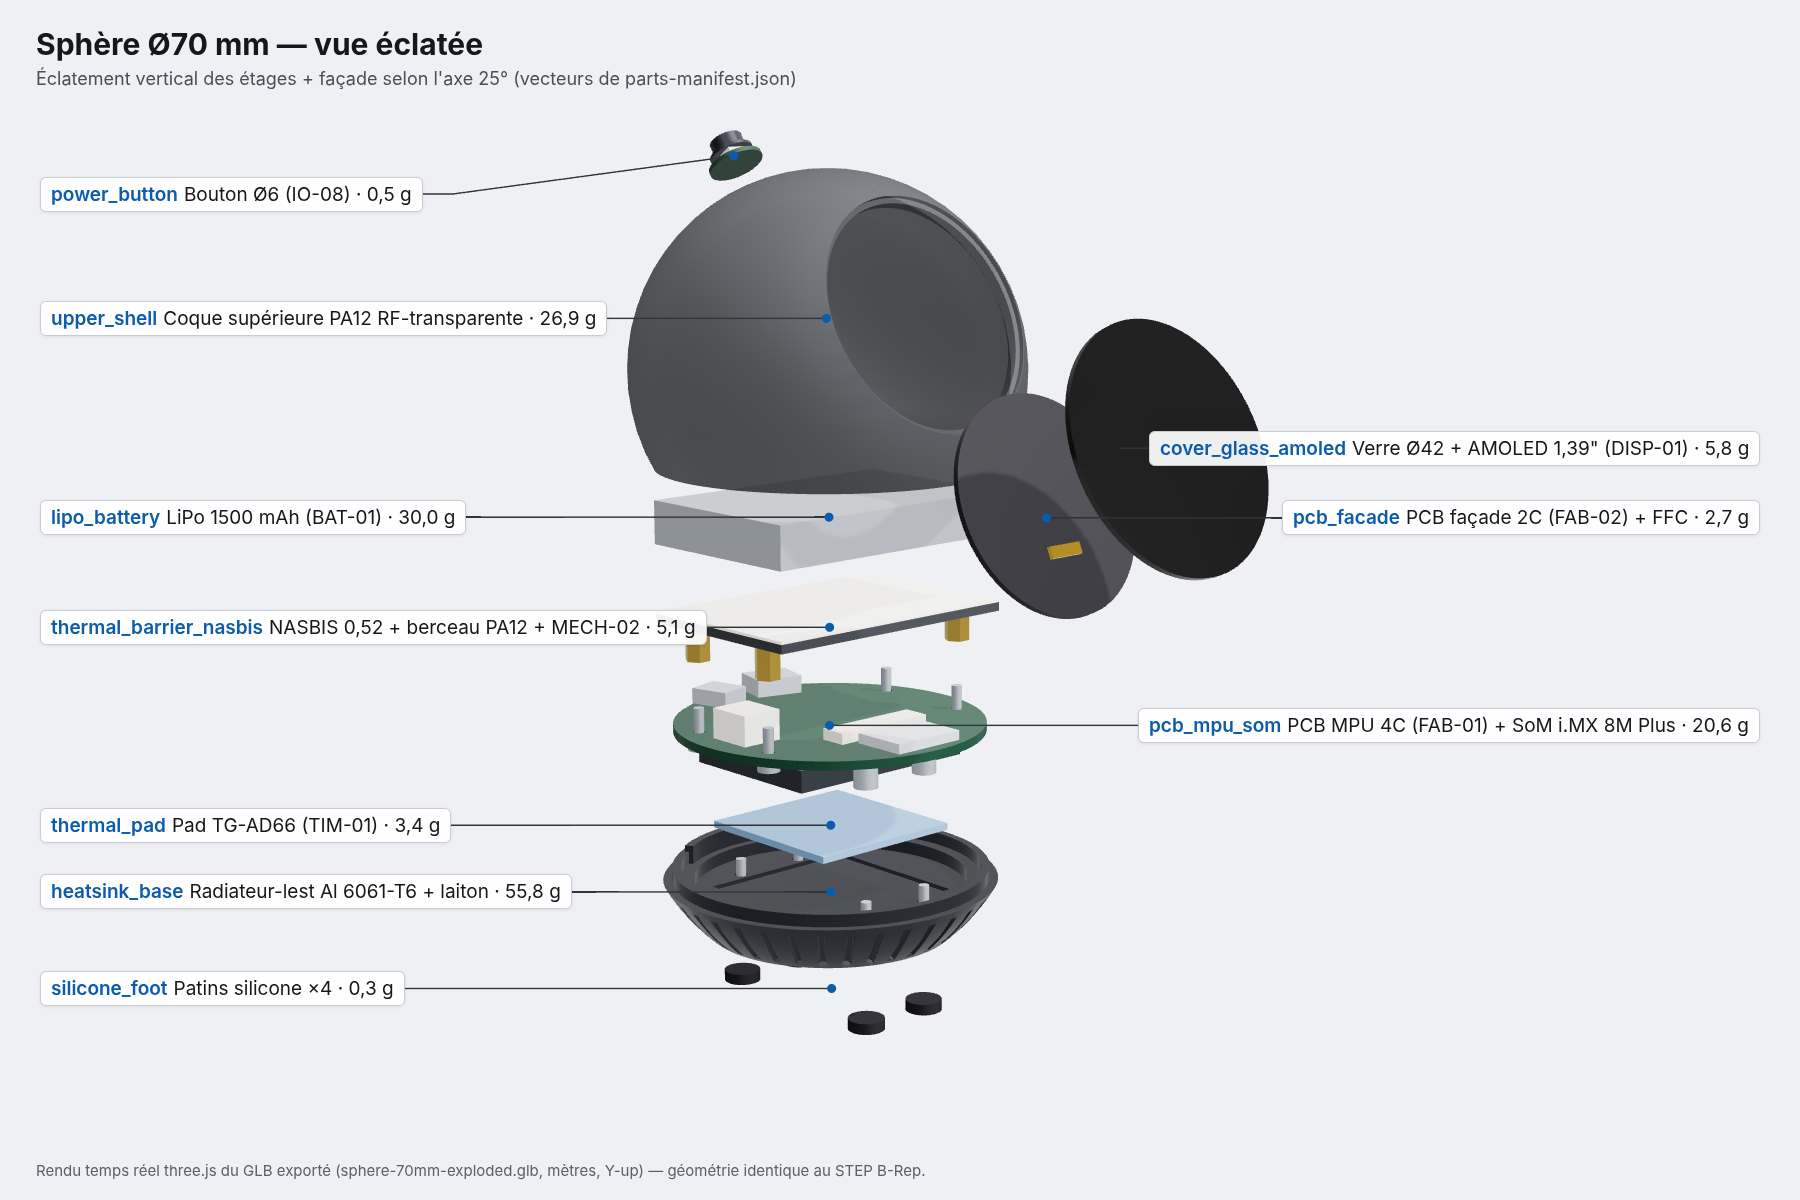 Sphère Ø70 mm — vue éclatée
Éclatement vertical des étages + façade selon l'axe 25° (vecteurs de parts-manifest.json)
power_button Bouton Ø6 (IO-08) · 0,5 g
upper_shell Coque supérieure PA12 RF-transparente · 26,9 g
cover_glass_amoled Verre Ø42 + AMOLED 1,39" (DISP-01) · 5,8 g
lipo_battery LiPo 1500 mAh (BAT-01) · 30,0 g
pcb_facade PCB façade 2C (FAB-02) + FFC · 2,7 g
thermal_barrier_nasbis NASBIS 0,52 + berceau PA12 + MECH-02 · 5,1 g
pcb_mpu_som PCB MPU 4C (FAB-01) + SoM i.MX 8M Plus · 20,6 g
thermal_pad Pad TG-AD66 (TIM-01) · 3,4 g
heatsink_base Radiateur-lest Al 6061-T6 + laiton · 55,8 g
silicone_foot Patins silicone ×4 · 0,3 g
Rendu temps réel three.js du GLB exporté (sphere-70mm-exploded.glb, mètres, Y-up) — géométrie identique au STEP B-Rep.